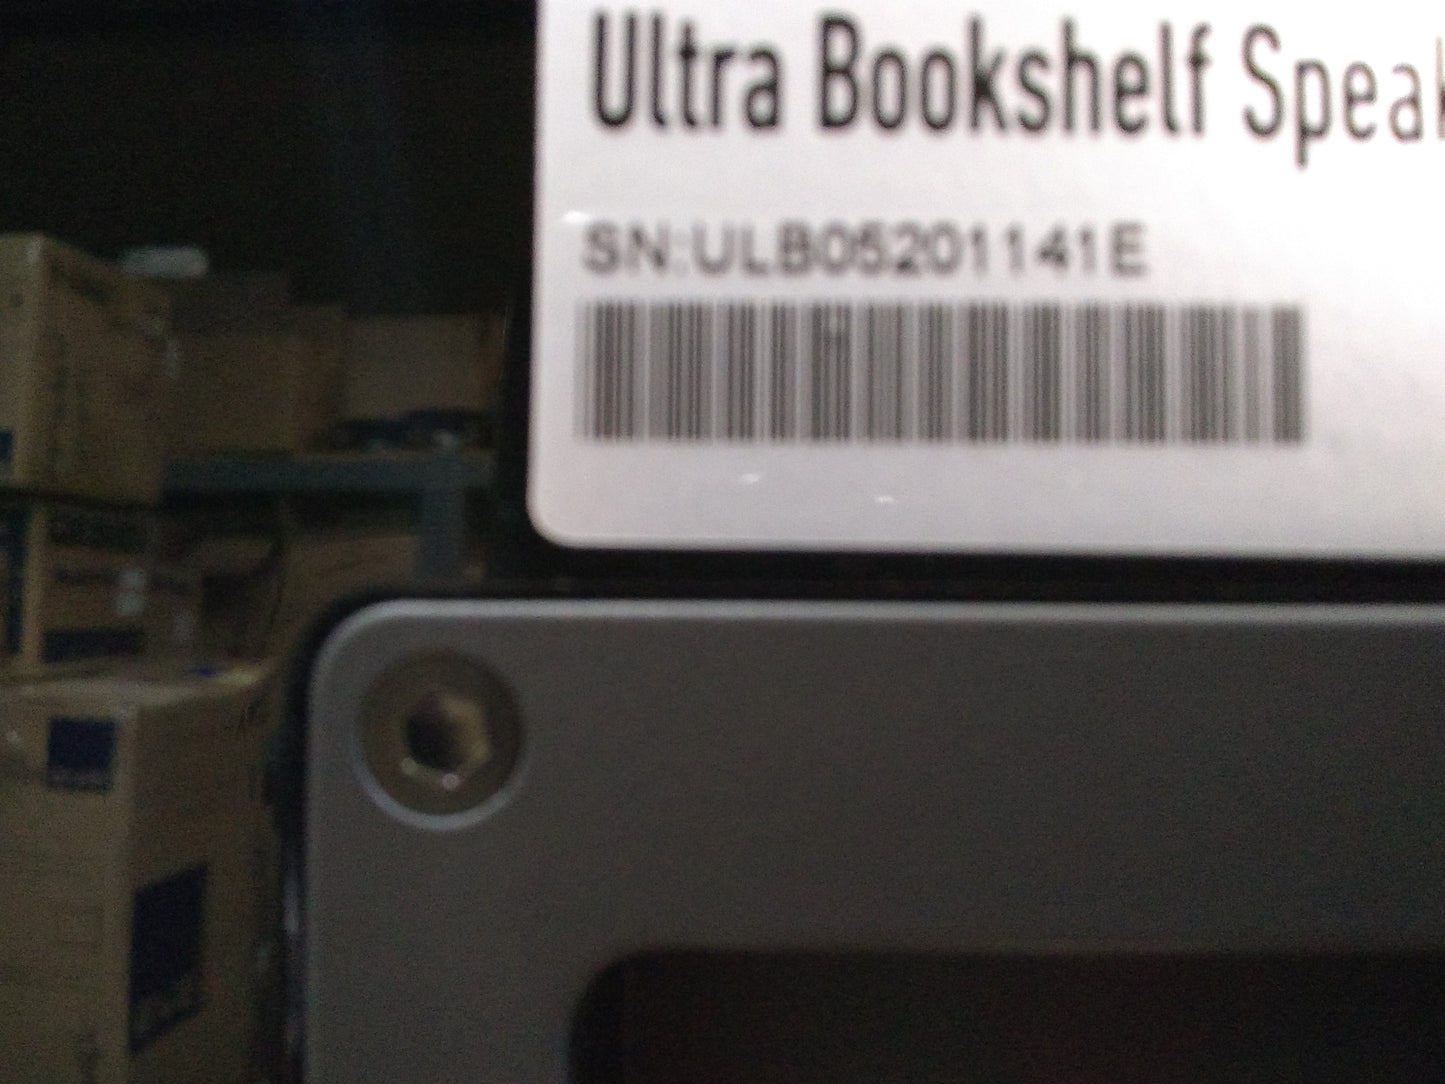 Ultra Bookshelf Speak
SN:ULB05201141E